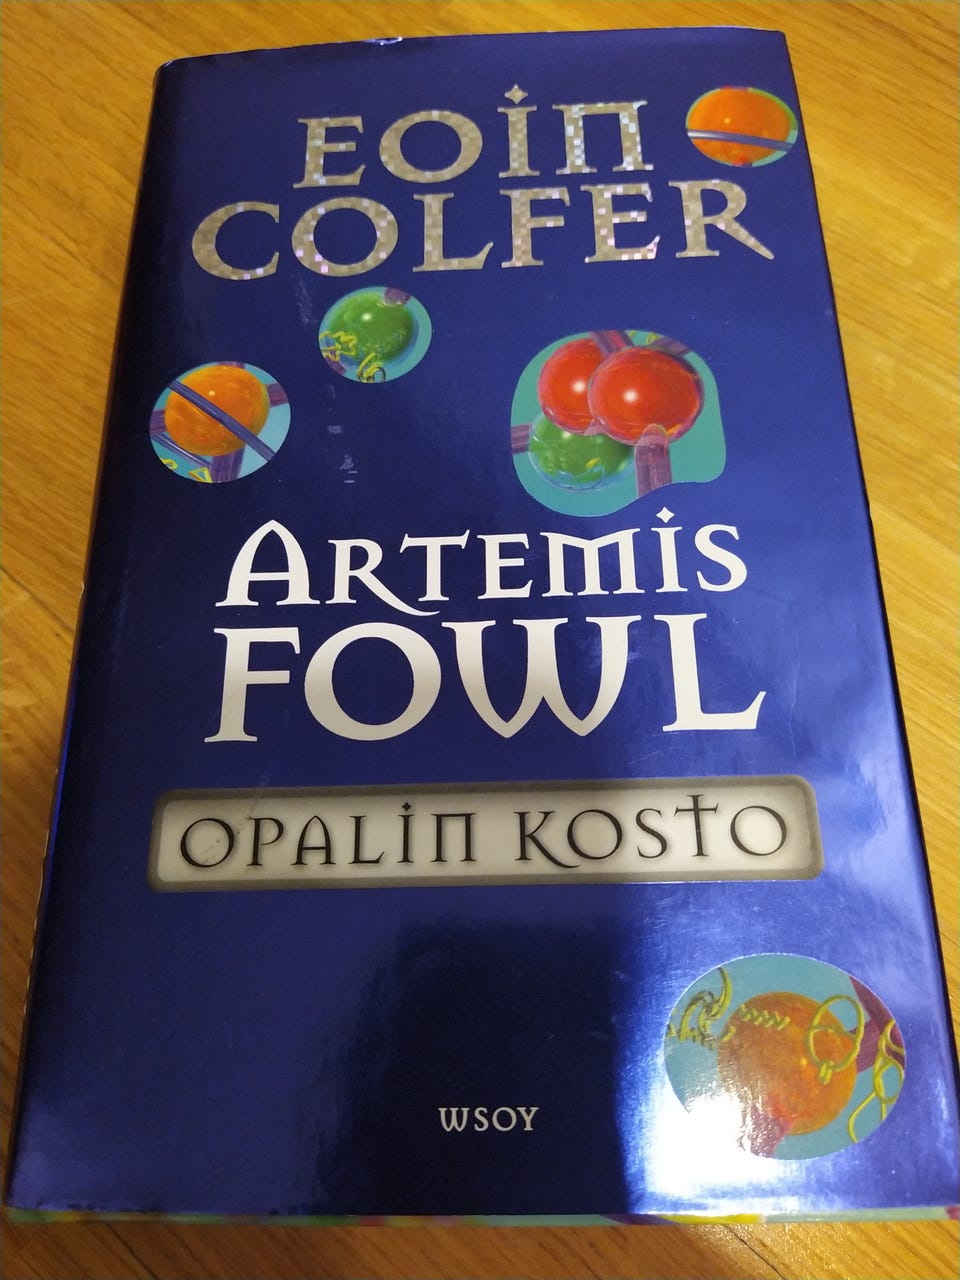 EOIN
COLFER
ARTEMIS
FOWL
OPALIN KOSTO
WSOY